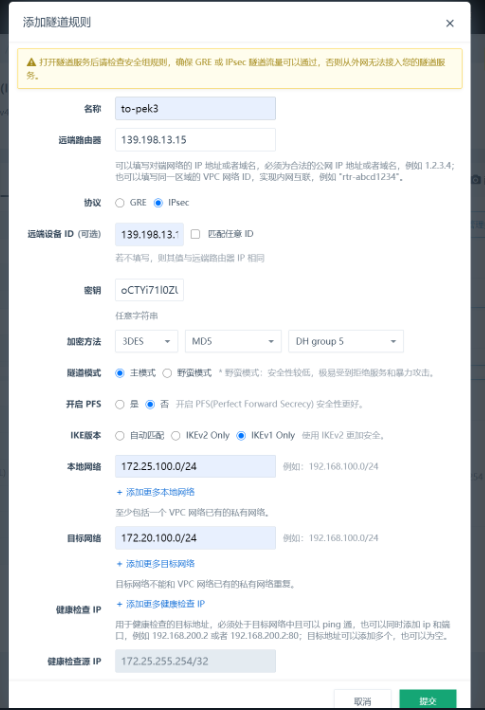 添加隧道规则
×
打开隧道服务后请检查安全组规则，确保 GRE 或 IPsec 隧道流量可以通过，否则从外网无法接入您的隧道服
务。
名称 to-pek3
远端路由器 139.198.13.15
可以填写对端网络的 IP 地址或者域名，必须为合法的公网 IP 地址或者域名，例如 1.2.3.4；
也可以填写同一区域的 VPC 网络 ID，实现内网互联，例如 "rtr-abcd1234"。
协议 GRE IPsec
远端设备 ID (可选) 139.198.13.1 匹配任意 ID
若不填写，则其值与远端路由器 IP 相同
密钥
任意字符串
加密方法 3DES MD5 DH group 5
隧道模式 主模式 野蛮模式 * 野蛮模式：安全性较低，极易受到拒绝服务和暴力攻击。
开启 PFS 是 否 开启 PFS(Perfect Forward Secrecy) 安全性更好。
IKE版本 自动匹配 IKEv2 Only IKEv1 Only 使用 IKEv2 更加安全。
本地网络 172.25.100.0/24 例如：192.168.100.0/24
+ 添加更多本地网络
至少包括一个 VPC 网络已有的私有网络。
目标网络 172.20.100.0/24 例如：192.168.100.0/24
+ 添加更多目标网络
目标网络不能和 VPC 网络已有的私有网络重复。
健康检查 IP + 添加更多健康检查 IP
用于健康检查的目标地址，必须处于目标网络中且可以 ping 通，也可以同时添加 ip 和端
口，例如 192.168.200.2 或者 192.168.200.2:80；目标地址可以添加多个，也可以为空。
健康检查源 IP 172.25.255.254/32
取消 提交